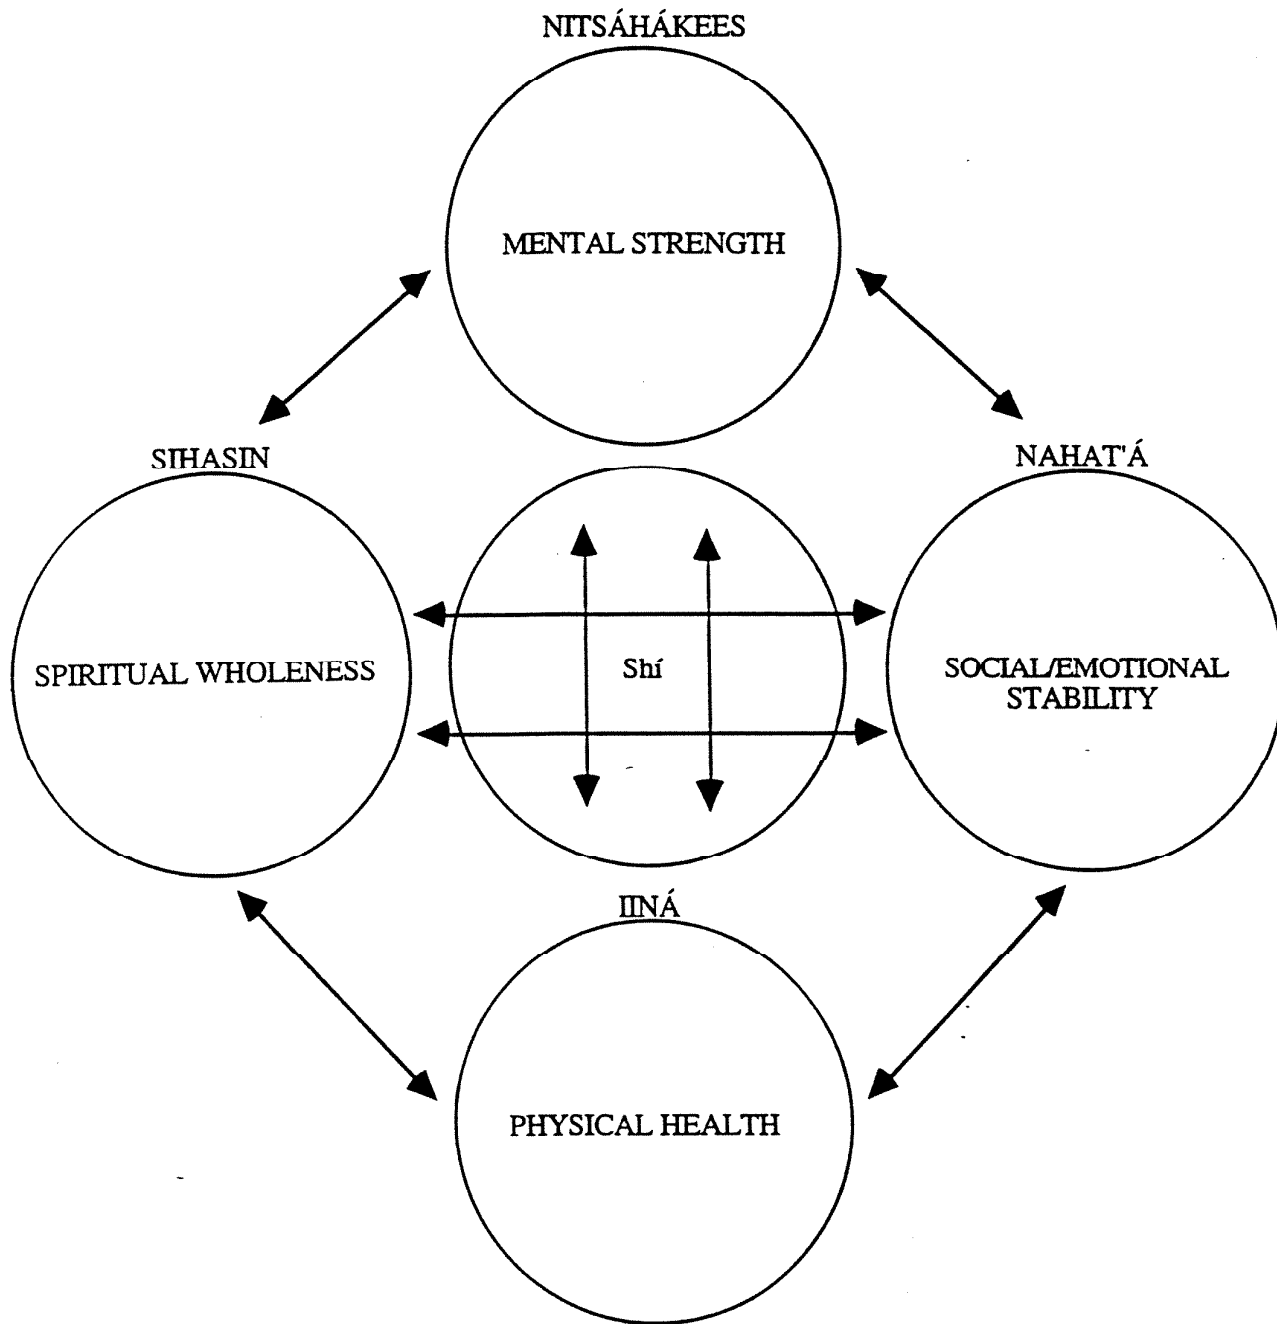 NITSÁHÁKEES
MENTAL STRENGTH
SIHASIN
NAHAT'Á
SPIRITUAL WHOLENESS
Shí
SOCIAL/EMOTIONAL
STABILITY
IINÁ
PHYSICAL HEALTH